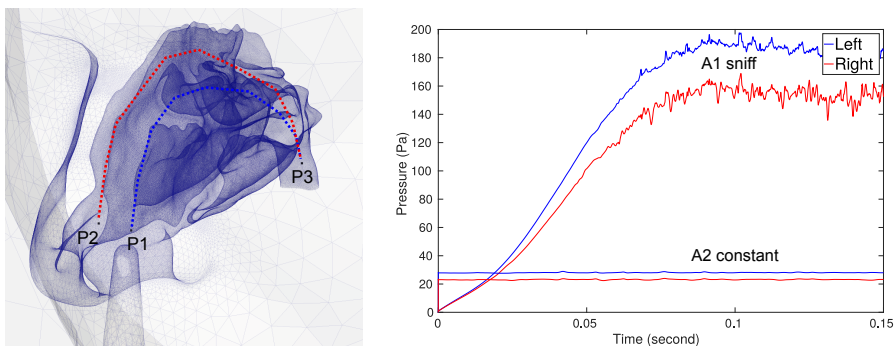 P2
P1
P3
200
180
160
140
120
100
80
60
40
20
0
Pressure (Pa)
0
0.05
0.1
0.15
Time (second)
A1 sniff
A2 constant
Left
Right